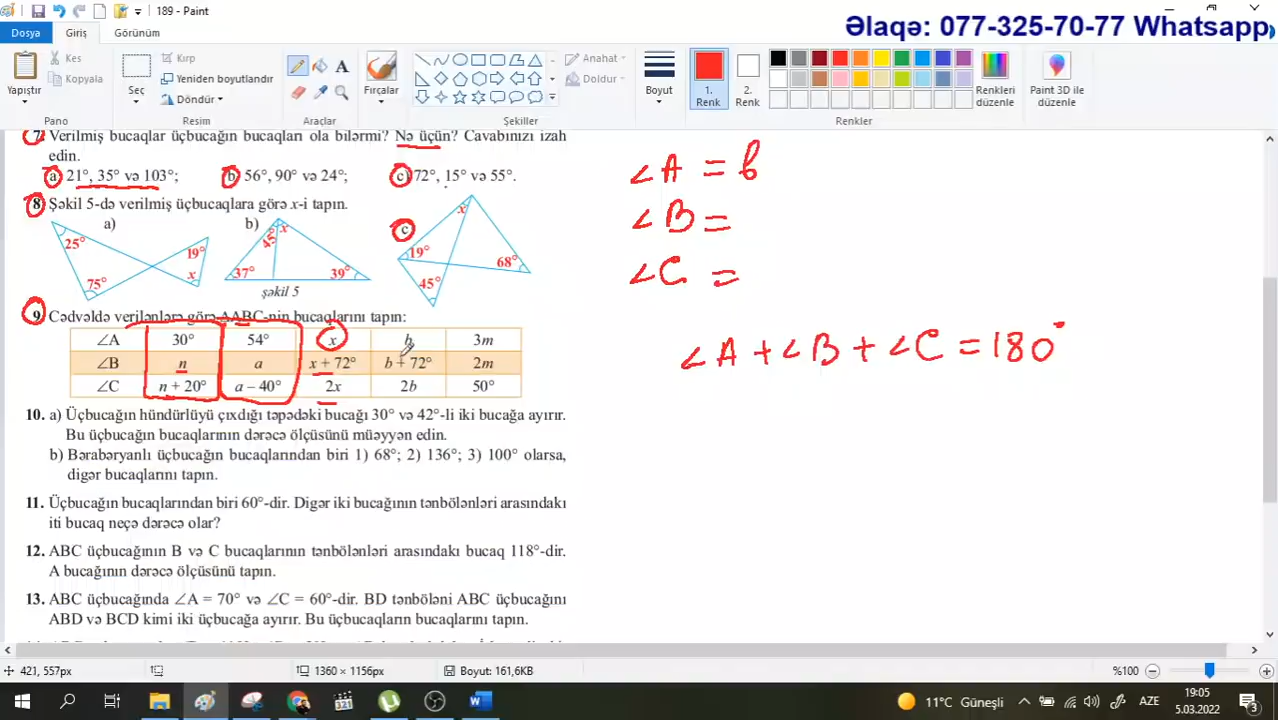 189 - Paint
Əlaqə: 077-325-70-77 Whatsapp
Dosya Giriş Görünüm
Yapıştır
Kes
Kopyala
Pano
Seç
Kırp
Yeniden boyutlandır
Döndür
Resim
A
Araçlar
Fırçalar
Anahat
Doldur
Şekiller
Boyut
1. Renk
2. Renk
Renkleri düzenle
Paint 3D ile düzenle
Renkler
7. Verilmiş bucaqlar üçbucağın bucaqları ola bilərmi? Nə üçün? Cavabınızı izah
edin.
a) 21°, 35° və 103°; b) 56°, 90° və 24°; c) 72°, 15° və 55°.
8. Şəkil 5-də verilmiş üçbucaqlara görə x-i tapın.
a) b) c
25° 75° 19° x
45° x 37° 39°
x 19° 68° 45°
şəkil 5
9. Cədvəldə verilənlərə görə ΔABC-nin bucaqlarını tapın:
∠A 30° 54° x b 3m
∠B n a x + 72° b + 72° 2m
∠C n + 20° a – 40° 2x 2b 50°
10. a) Üçbucağın hündürlüyü çıxdığı təpədəki bucağı 30° və 42°-li iki bucağa ayırır.
Bu üçbucağın bucaqlarının dərəcə ölçüsünü müəyyən edin.
b) Bərabəryanlı üçbucağın bucaqlarından biri 1) 68°; 2) 136°; 3) 100° olarsa,
digər bucaqlarını tapın.
11. Üçbucağın bucaqlarından biri 60°-dir. Digər iki bucağının tənbölənləri arasındakı
iti bucaq neçə dərəcə olar?
12. ABC üçbucağının B və C bucaqlarının tənbölənləri arasındakı bucaq 118°-dir.
A bucağının dərəcə ölçüsünü tapın.
13. ABC üçbucağında ∠A = 70° və ∠C = 60°-dir. BD tənböləni ABC üçbucağını
ABD və BCD kimi iki üçbucağa ayırır. Bu üçbucaqların bucaqlarını tapın.
∠A = b
∠B =
∠C =
∠A + ∠B + ∠C = 180°
421, 557px
1360 × 1156px
Boyut: 161,6KB
%100
11°C Güneşli
AZE
19:05
5.03.2022
3